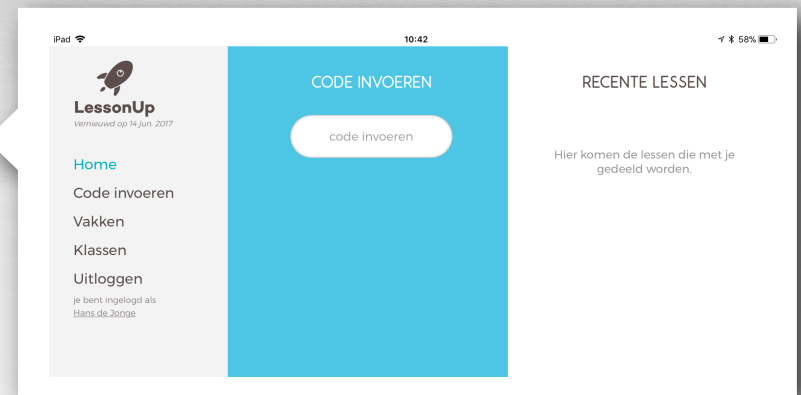 iPad 10:42 58%
LessonUp
Vernieuwd op 14 jun. 2017
Home
Code invoeren
Vakken
Klassen
Uitloggen
je bent ingelogd als
Hans de Jonge
CODE INVOEREN
code invoeren
RECENTE LESSEN
Hier komen de lessen die met je
gedeeld worden.